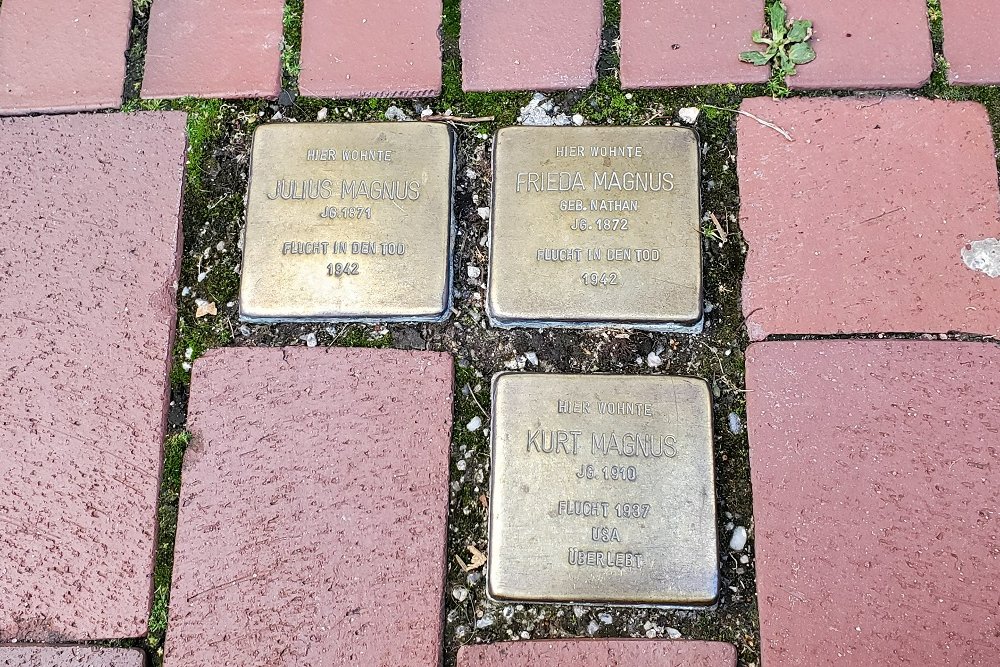 HIER WOHNTE
JULIUS MAGNUS
JG. 1871
FLUCHT IN DEN TOD
1942
HIER WOHNTE
FRIEDA MAGNUS
GEB. NATHAN
JG. 1872
FLUCHT IN DEN TOD
1942
HIER WOHNTE
KURT MAGNUS
JG. 1910
FLUCHT 1937
USA
ÜBERLEBT